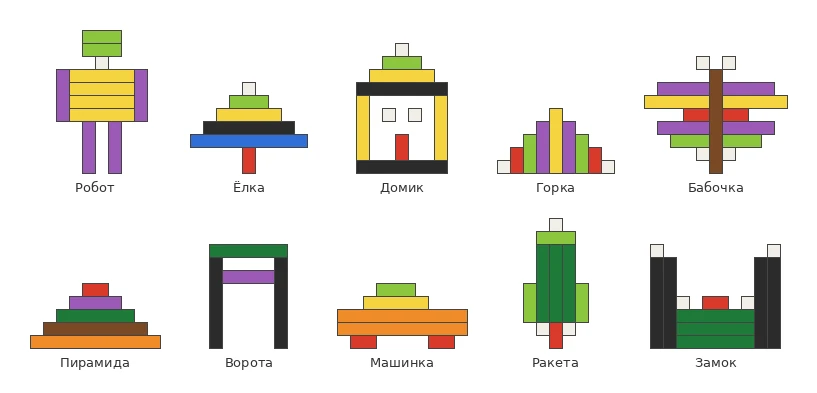 Робот
Ёлка
Домик
Горка
Бабочка
Пирамида
Ворота
Машинка
Ракета
Замок